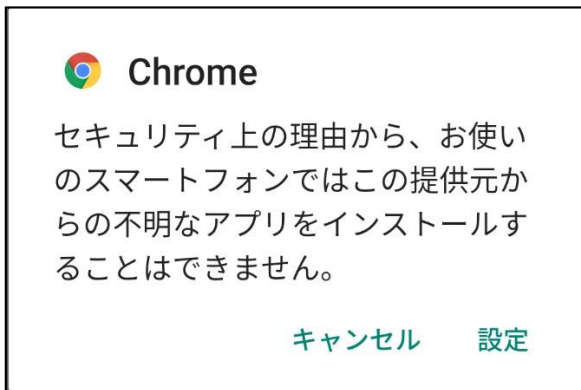 Chrome
セキュリティ上の理由から、お使い
のスマートフォンではこの提供元か
らの不明なアプリをインストールす
ることはできません。
キャンセル 設定